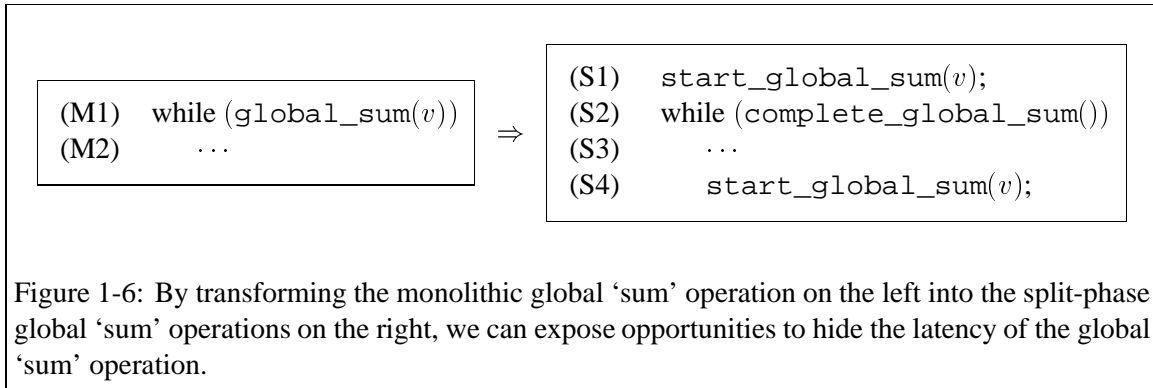 (M1) while (global_sum(v))
(M2) ...
⇒
(S1) start_global_sum(v);
(S2) while (complete_global_sum())
(S3) ...
(S4) start_global_sum(v);
Figure 1-6: By transforming the monolithic global ‘sum’ operation on the left into the split-phase
global ‘sum’ operations on the right, we can expose opportunities to hide the latency of the global
‘sum’ operation.